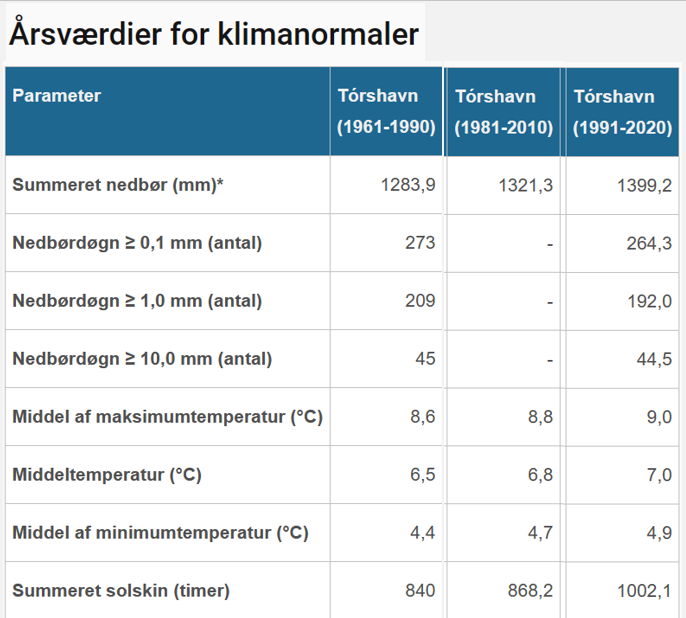 Årsværdier for klimanormaler
Parameter Tórshavn (1961-1990) Tórshavn (1981-2010) Tórshavn (1991-2020)
Summeret nedbør (mm)* 1283,9 1321,3 1399,2
Nedbørdøgn ≥ 0,1 mm (antal) 273 - 264,3
Nedbørdøgn ≥ 1,0 mm (antal) 209 - 192,0
Nedbørdøgn ≥ 10,0 mm (antal) 45 - 44,5
Middel af maksimumtemperatur (°C) 8,6 8,8 9,0
Middeltemperatur (°C) 6,5 6,8 7,0
Middel af minimumtemperatur (°C) 4,4 4,7 4,9
Summeret solskin (timer) 840 868,2 1002,1